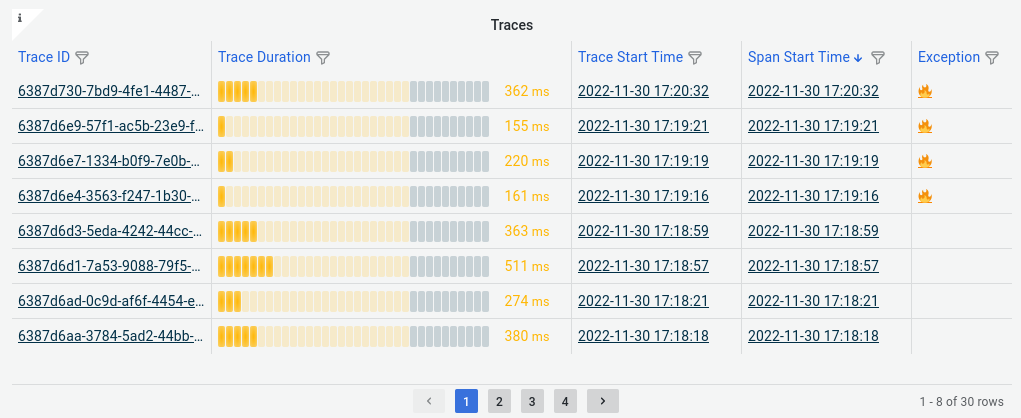 i
Traces
Trace ID Trace Duration Trace Start Time Span Start Time Exception
6387d730-7bd9-4fe1-4487-… 362 ms 2022-11-30 17:20:32 2022-11-30 17:20:32
6387d6e9-57f1-ac5b-23e9-f… 155 ms 2022-11-30 17:19:21 2022-11-30 17:19:21
6387d6e7-1334-b0f9-7e0b-… 220 ms 2022-11-30 17:19:19 2022-11-30 17:19:19
6387d6e4-3563-f247-1b30-… 161 ms 2022-11-30 17:19:16 2022-11-30 17:19:16
6387d6d3-5eda-4242-44cc-… 363 ms 2022-11-30 17:18:59 2022-11-30 17:18:59
6387d6d1-7a53-9088-79f5-… 511 ms 2022-11-30 17:18:57 2022-11-30 17:18:57
6387d6ad-0c9d-af6f-4454-e… 274 ms 2022-11-30 17:18:21 2022-11-30 17:18:21
6387d6aa-3784-5ad2-44bb-… 380 ms 2022-11-30 17:18:18 2022-11-30 17:18:18
1 2 3 4 1 - 8 of 30 rows